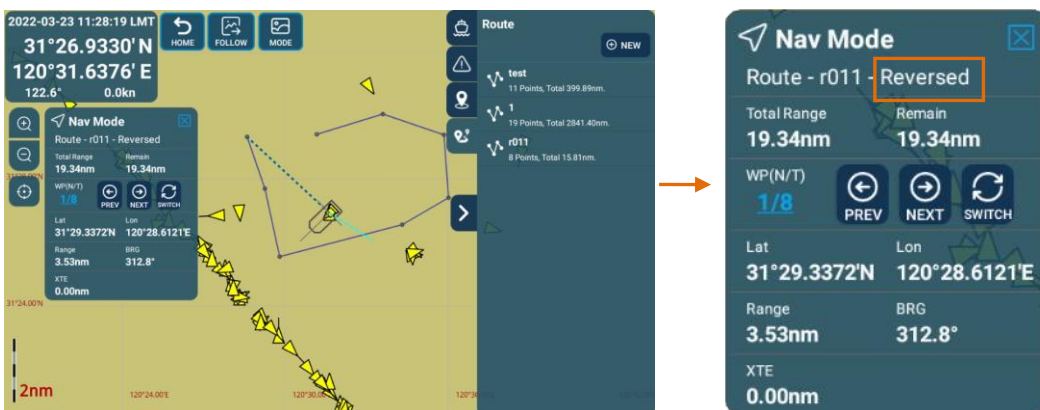 2022-03-23 11:28:19 LMT
31°26.9330' N
120°31.6376' E
122.6° 0.0kn
HOME
FOLLOW
MODE
Nav Mode
Route - r011 - Reversed
Total Range Remain
19.34nm 19.34nm
WP(N/T)
1/8 PREV NEXT SWITCH
Lat Lon
31°29.3372'N 120°28.6121'E
Range BRG
3.53nm 312.8°
XTE
0.00nm
31°24.00'N
2nm
120°24.00'E
120°30.00
120°3
Route
NEW
test
11 Points, Total 399.89nm.
1
19 Points, Total 2841.40nm.
r011
8 Points, Total 15.81nm.
Nav Mode
Route - r011 - Reversed
Total Range Remain
19.34nm 19.34nm
WP(N/T)
1/8 PREV NEXT SWITCH
Lat Lon
31°29.3372'N 120°28.6121'E
Range BRG
3.53nm 312.8°
XTE
0.00nm